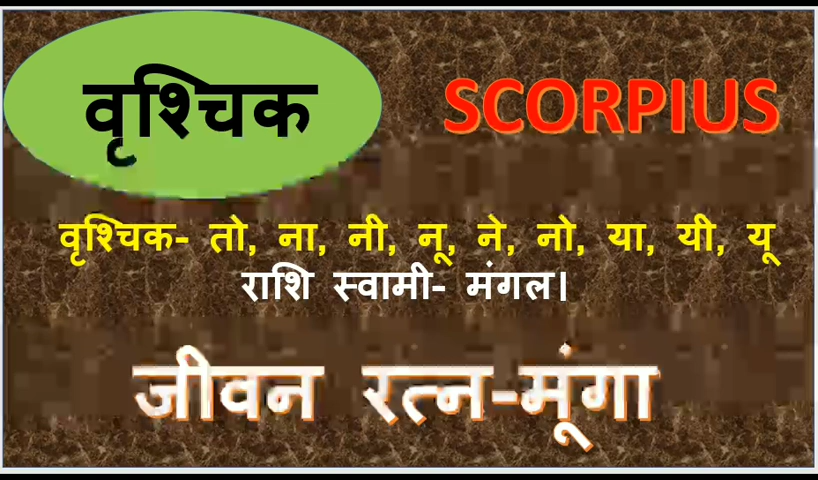 वृश्चिक
SCORPIUS
वृश्चिक- तो, ना, नी, नू, ने, नो, या, यी, यू
राशि स्वामी- मंगल।
जीवन रत्न-मूंगा